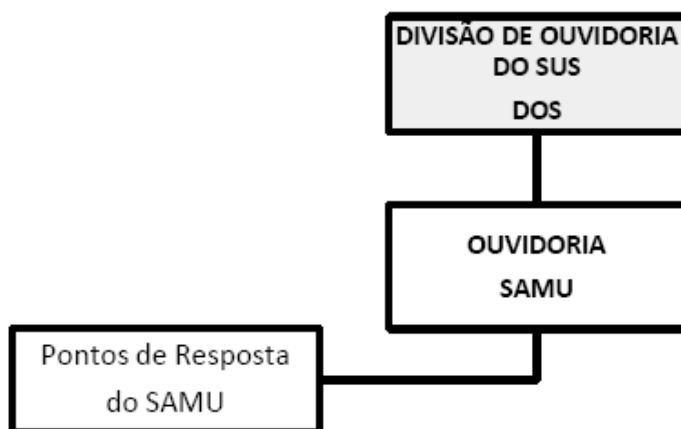 DIVISÃO DE OUVIDORIA
DO SUS
DOS
OUVIDORIA
SAMU
Pontos de Resposta
do SAMU